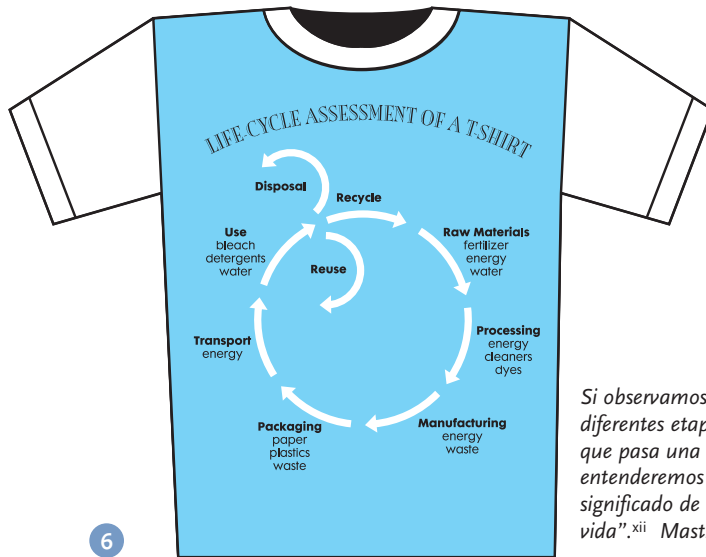 LIFE-CYCLE ASSESSMENT OF A T-SHIRT
Disposal
Recycle
Raw Materials
fertilizer
energy
water
Use
bleach
detergents
water
Reuse
Processing
energy
cleaners
dyes
Transport
energy
Manufacturing
energy
waste
Packaging
paper
plastics
waste
Si observamos
diferentes etap
que pasa una
entenderemos
significado de
vida”.xii Mast
6